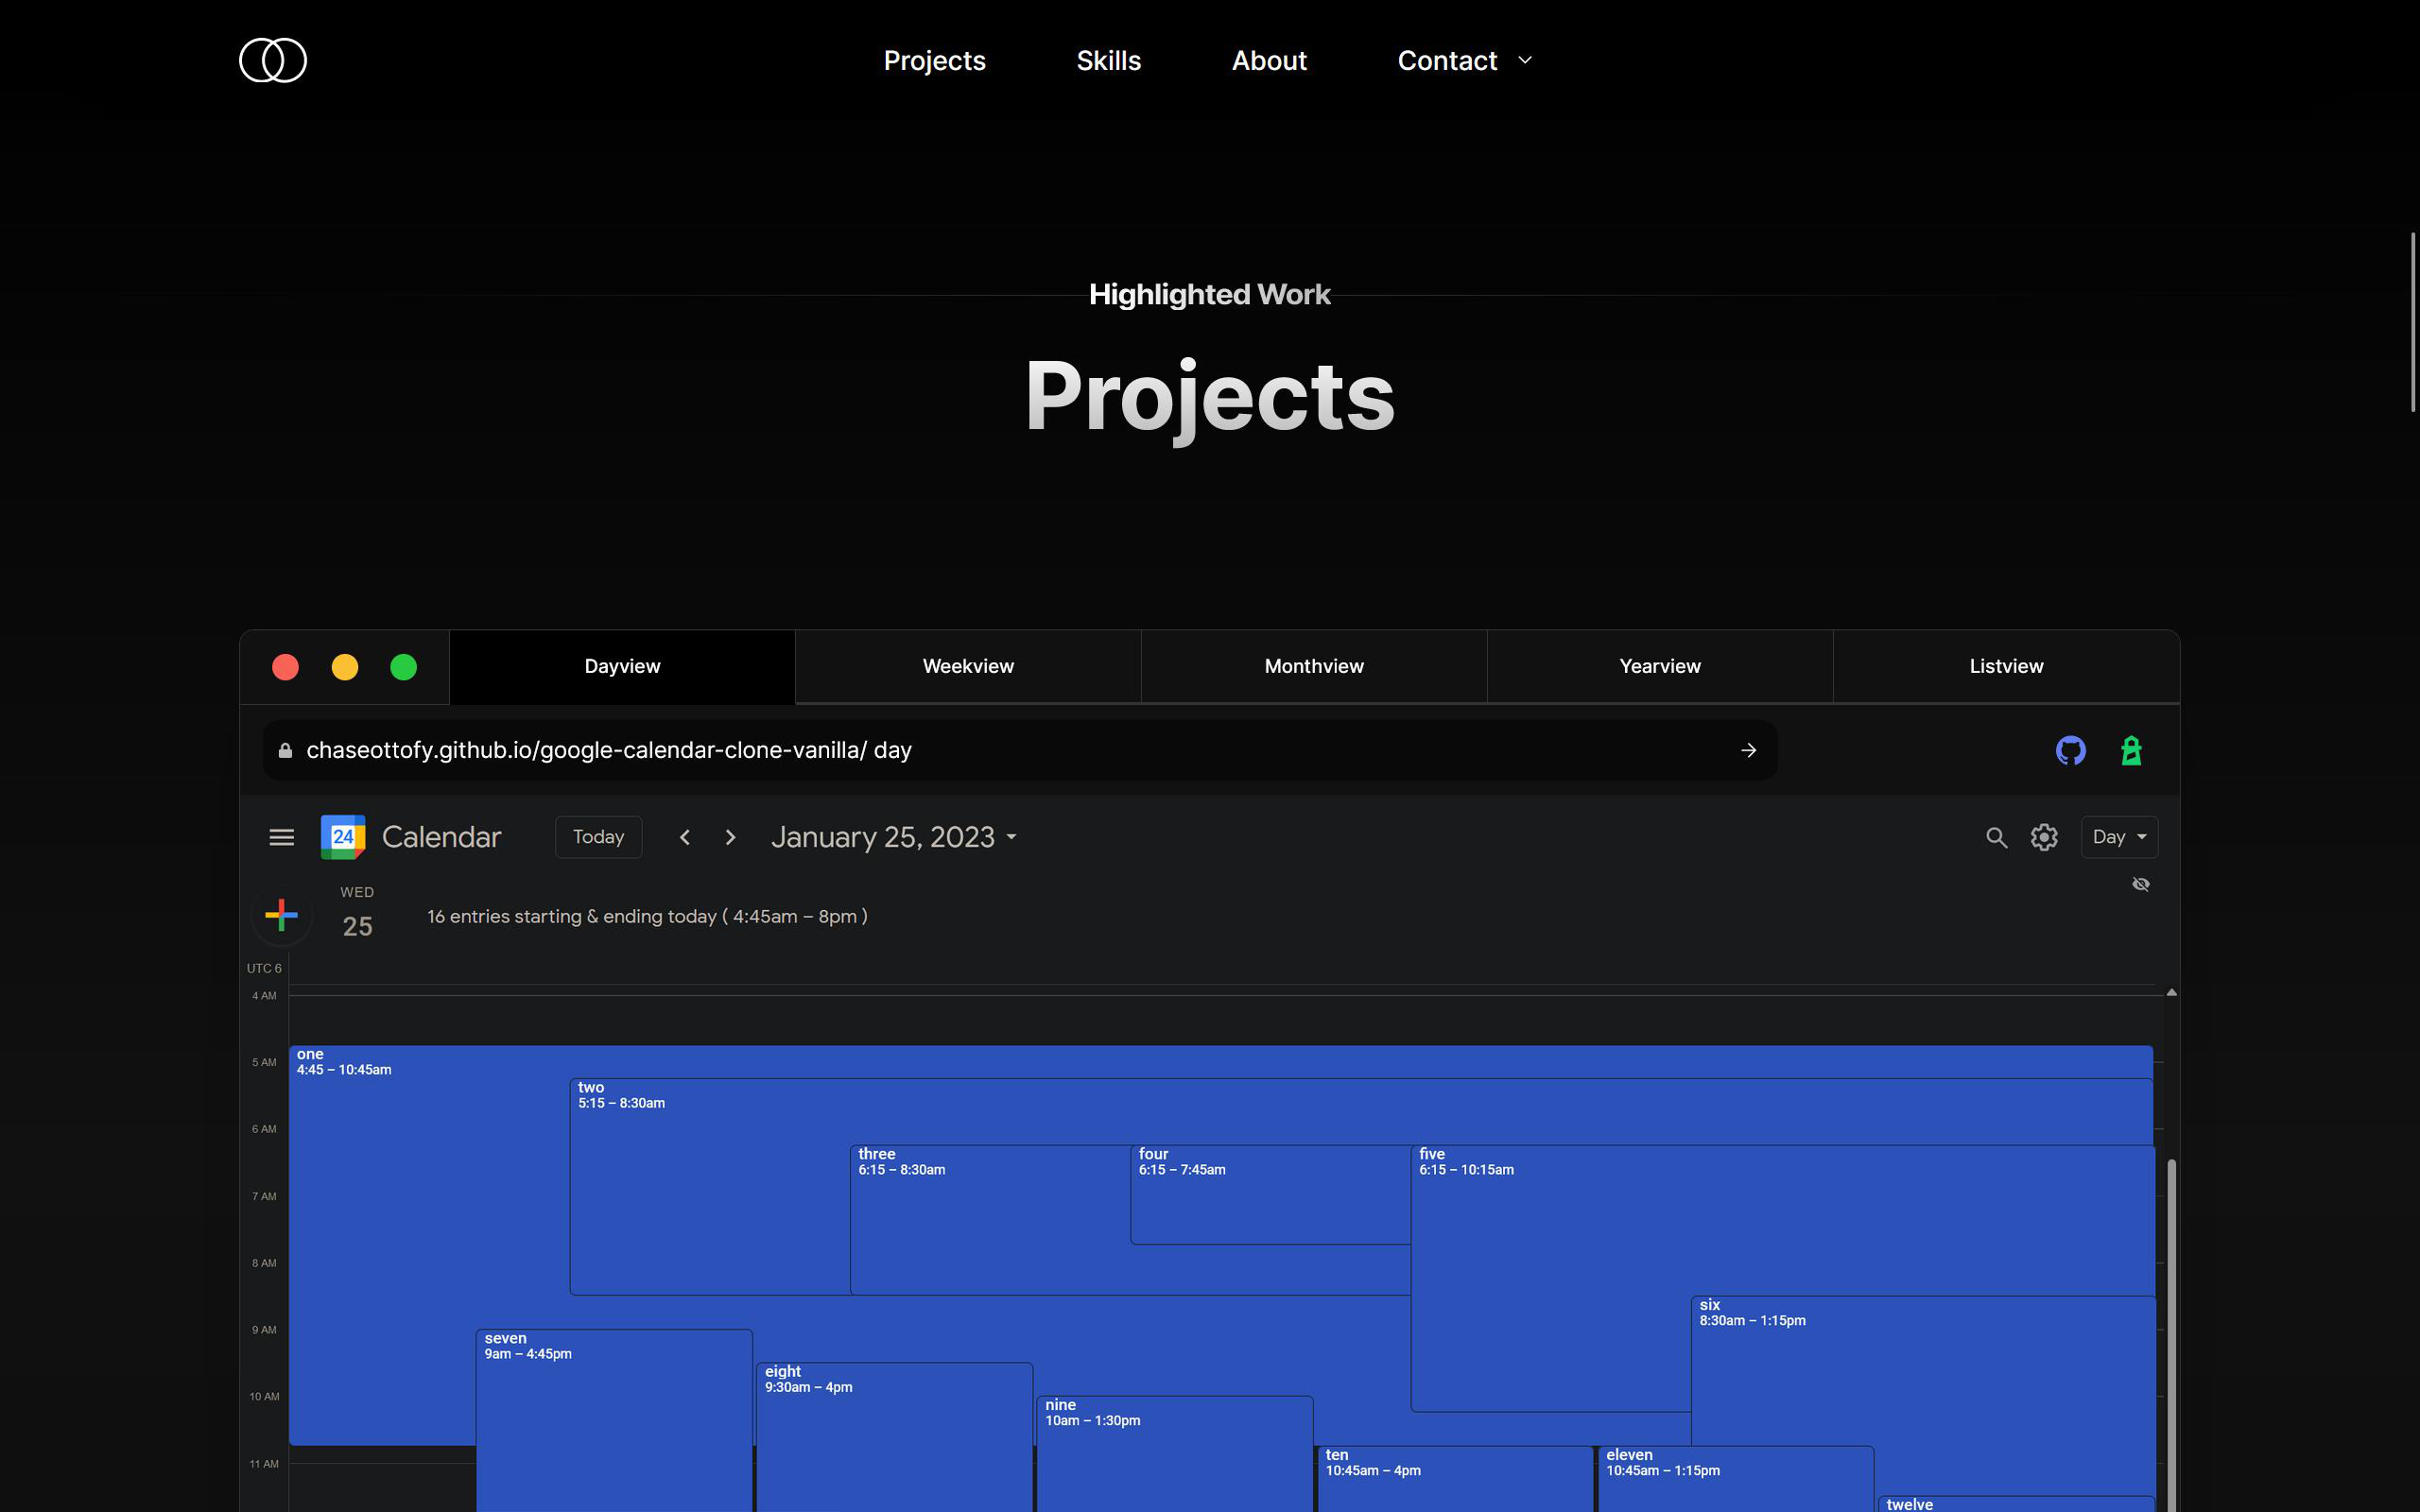 Projects Skills About Contact
Highlighted Work
Projects
Dayview Weekview Monthview Yearview Listview
chaseottofy.github.io/google-calendar-clone-vanilla/ day
24 Calendar Today January 25, 2023 Day
WED
25
16 entries starting & ending today ( 4:45am – 8pm )
UTC 6
4 AM
5 AM
6 AM
7 AM
8 AM
9 AM
10 AM
11 AM
one
4:45 – 10:45am
two
5:15 – 8:30am
three
6:15 – 8:30am
four
6:15 – 7:45am
five
6:15 – 10:15am
six
8:30am – 1:15pm
seven
9am – 4:45pm
eight
9:30am – 4pm
nine
10am – 1:30pm
ten
10:45am – 4pm
eleven
10:45am – 1:15pm
twelve